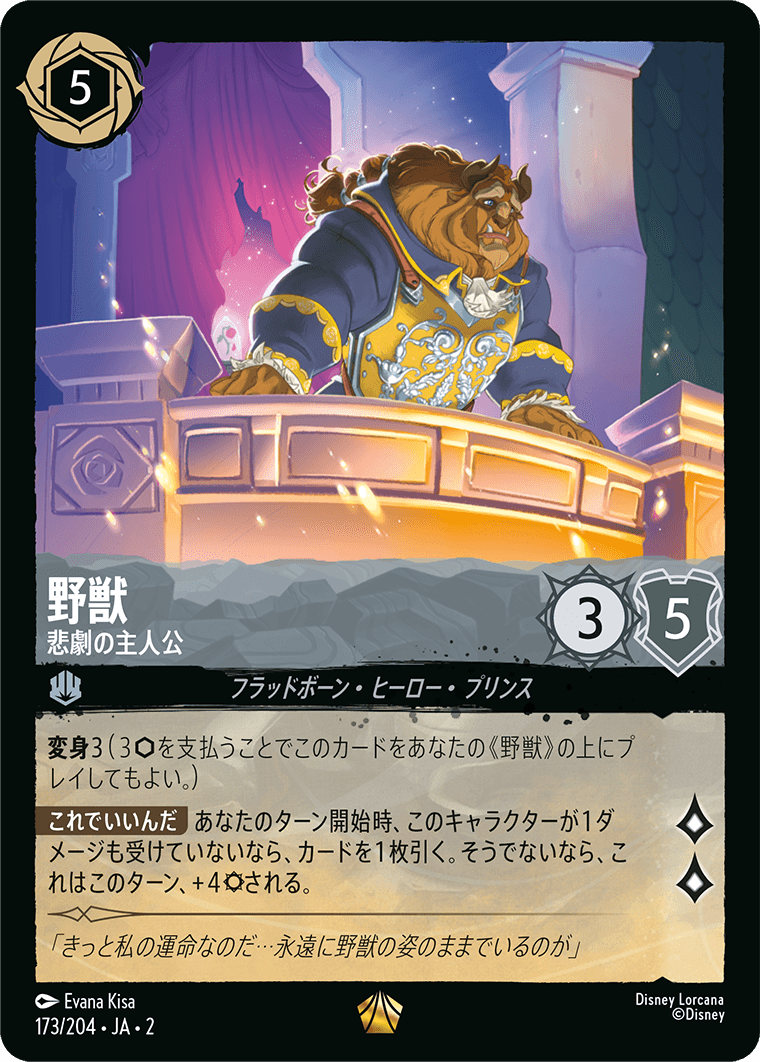 5
野獣
悲劇の主人公
3
5
フラッドボーン・ヒーロー・プリンス
変身3(3⬡を支払うことでこのカードをあなたの《野獣》の上にプ
レイしてもよい。)
これでいいんだ あなたのターン開始時、このキャラクターが1ダ
メージも受けていないなら、カードを1枚引く。そうでないなら、こ
れはこのターン、+4¤される。
「きっと私の運命なのだ…永遠に野獣の姿のままでいるのが」
Evana Kisa
173/204・JA・2
Disney Lorcana
©Disney